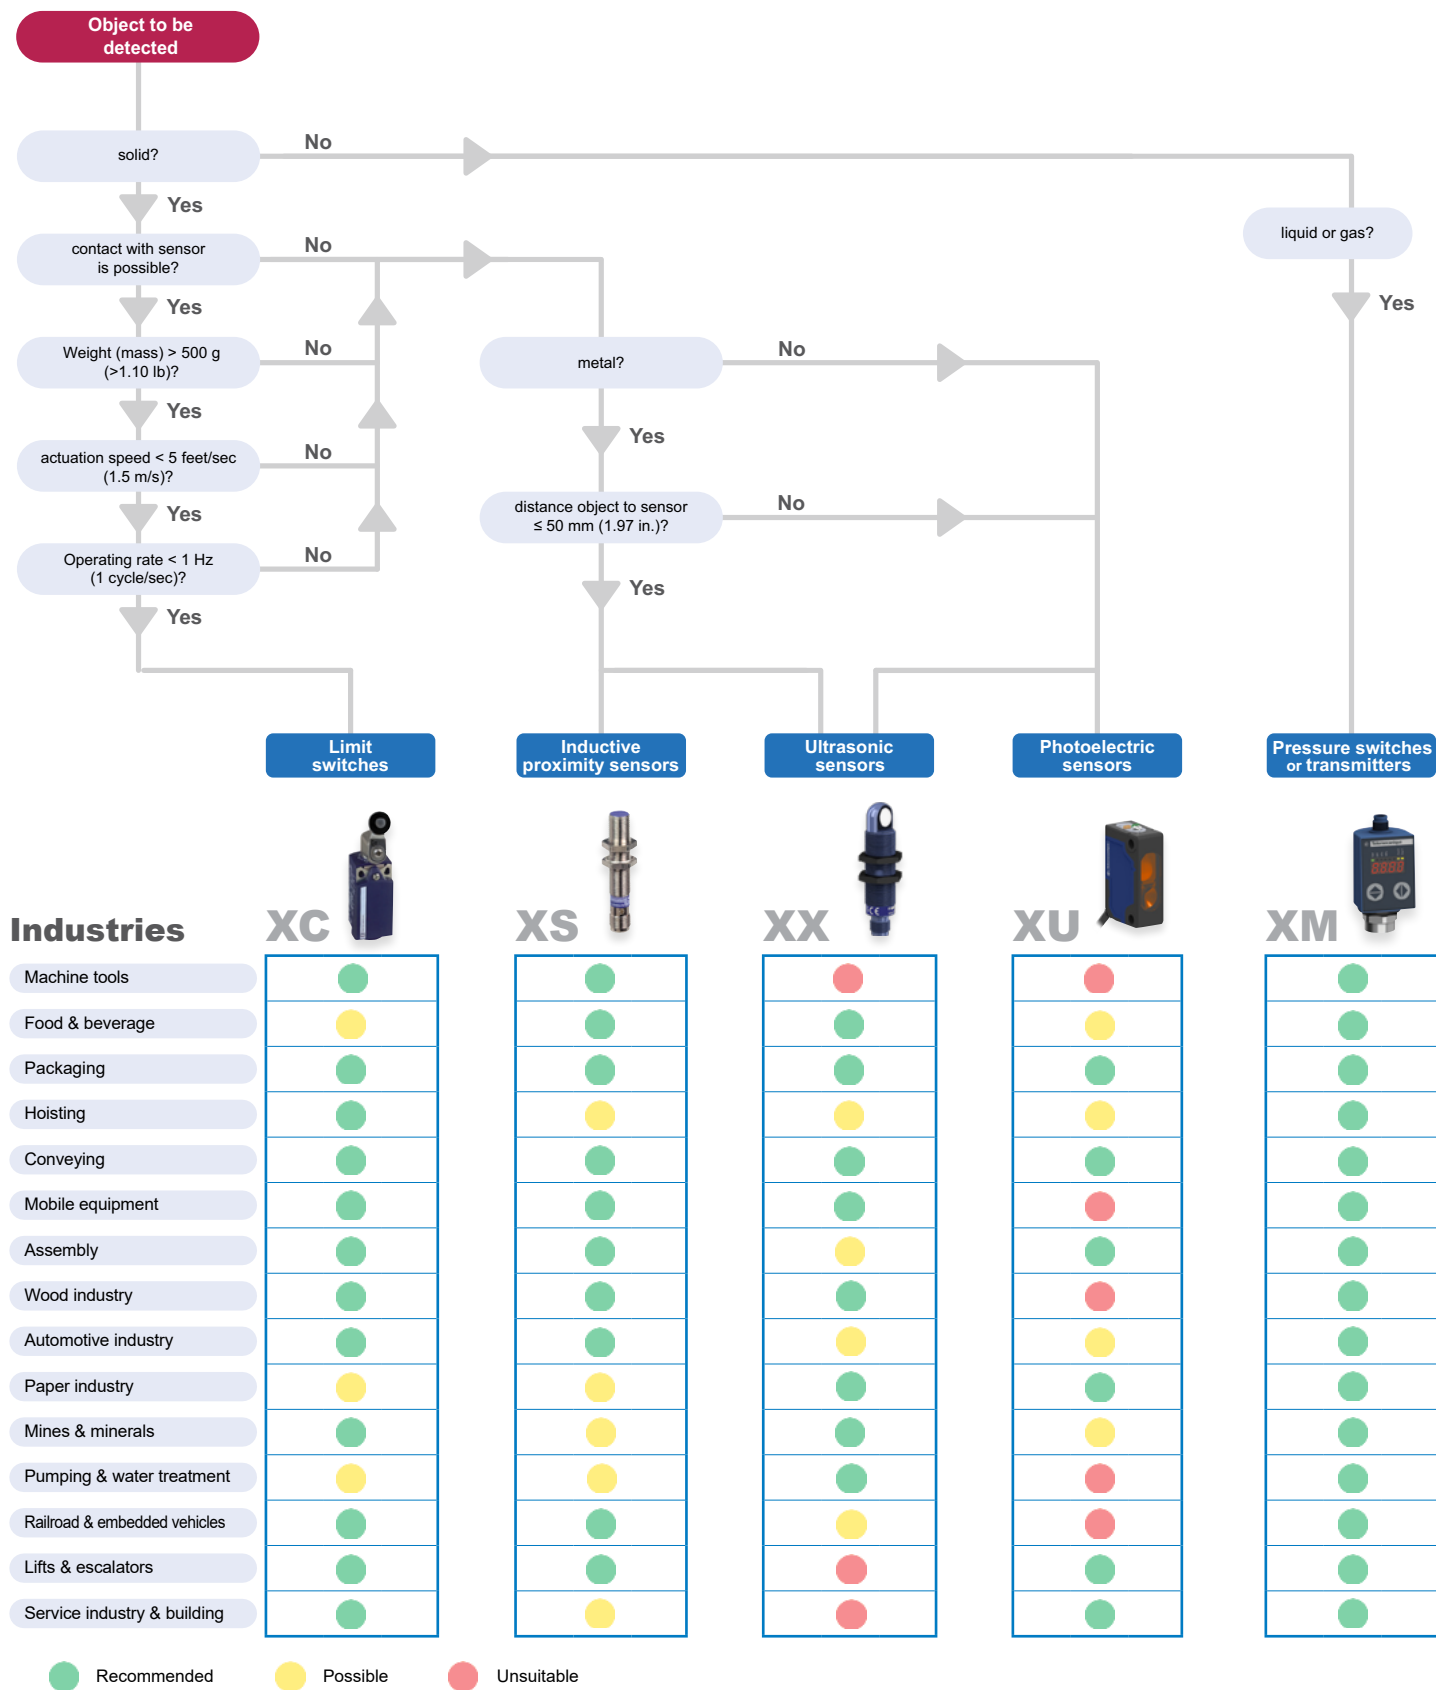 Object to be
detected
solid?
No
Yes
contact with sensor
is possible?
No
liquid or gas?
Yes
Yes
Weight (mass) > 500 g
(>1.10 lb)?
No
metal?
No
Yes
Yes
actuation speed < 5 feet/sec
(1.5 m/s)?
No
distance object to sensor
≤ 50 mm (1.97 in.)?
No
Yes
Operating rate < 1 Hz
(1 cycle/sec)?
No
Yes
Yes
Limit
switches
Inductive
proximity sensors
Ultrasonic
sensors
Photoelectric
sensors
Pressure switches
or transmitters
Industries
XC
XS
XX
XU
XM
Machine tools
Food & beverage
Packaging
Hoisting
Conveying
Mobile equipment
Assembly
Wood industry
Automotive industry
Paper industry
Mines & minerals
Pumping & water treatment
Railroad & embedded vehicles
Lifts & escalators
Service industry & building
Recommended
Possible
Unsuitable